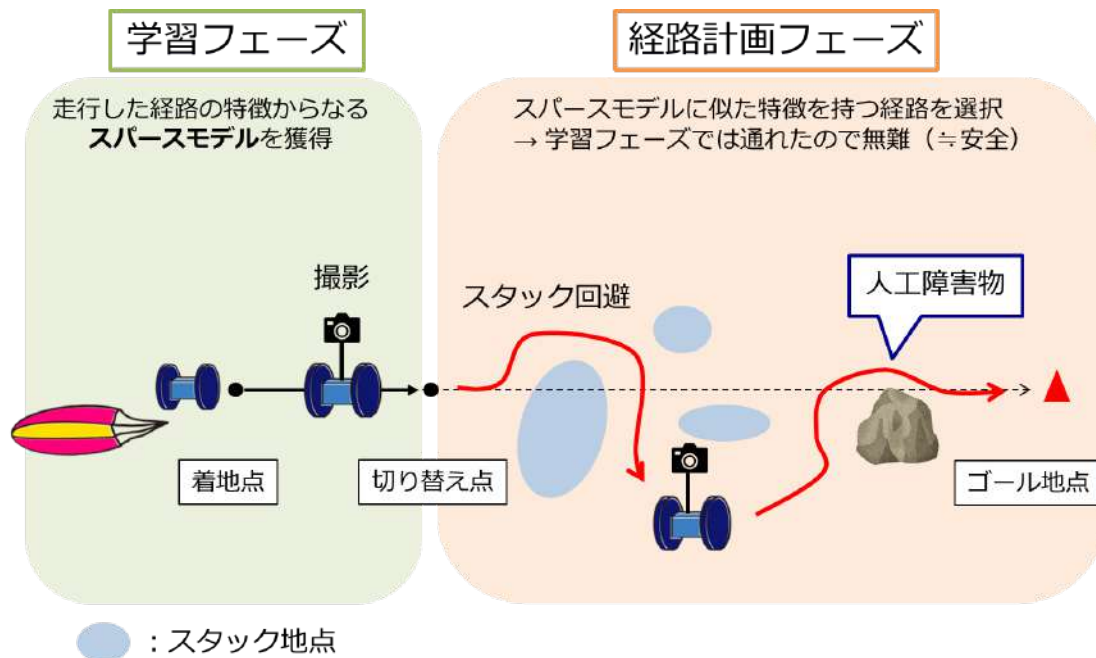 学習フェーズ
経路計画フェーズ
走行した経路の特徴からなる
スパースモデルを獲得
スパースモデルに似た特徴を持つ経路を選択
→ 学習フェーズでは通れたので無難（≒安全）
撮影
スタック回避
人工障害物
着地点
切り替え点
ゴール地点
：スタック地点